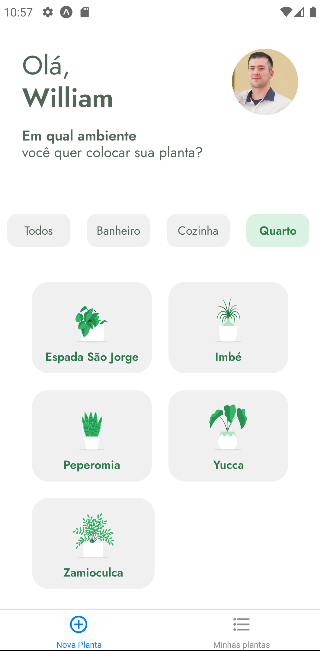 10:57
Olá,
William
Em qual ambiente
você quer colocar sua planta?
Todos
Banheiro
Cozinha
Quarto
Espada São Jorge
Imbé
Peperomia
Yucca
Zamioculca
Nova Planta
Minhas plantas